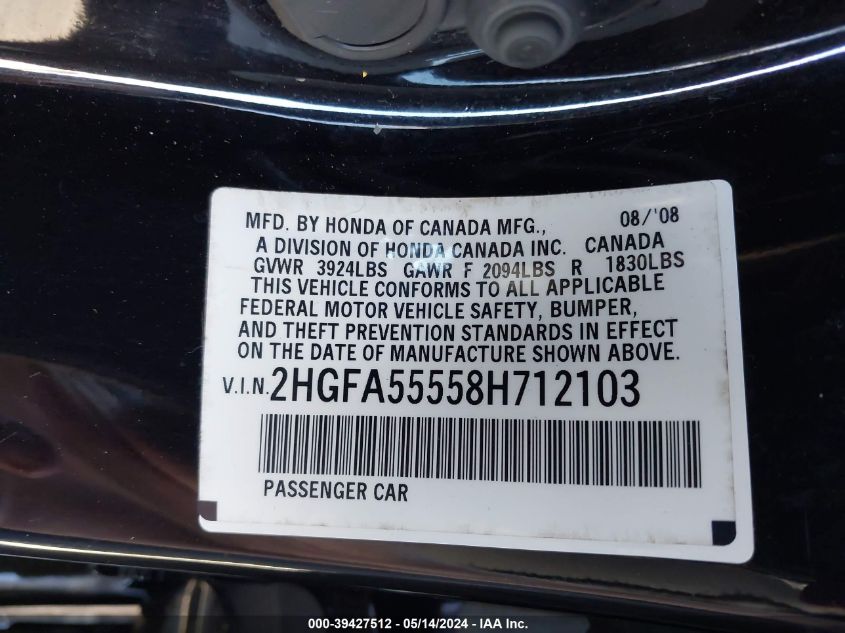 MFD. BY HONDA OF CANADA MFG., 08/'08
A DIVISION OF HONDA CANADA INC. CANADA
GVWR 3924LBS GAWR F 2094LBS R 1830LBS
THIS VEHICLE CONFORMS TO ALL APPLICABLE
FEDERAL MOTOR VEHICLE SAFETY, BUMPER,
AND THEFT PREVENTION STANDARDS IN EFFECT
ON THE DATE OF MANUFACTURE SHOWN ABOVE.
V.I.N. 2HGFA55558H712103
PASSENGER CAR
000-39427512 - 05/14/2024 - IAA Inc.